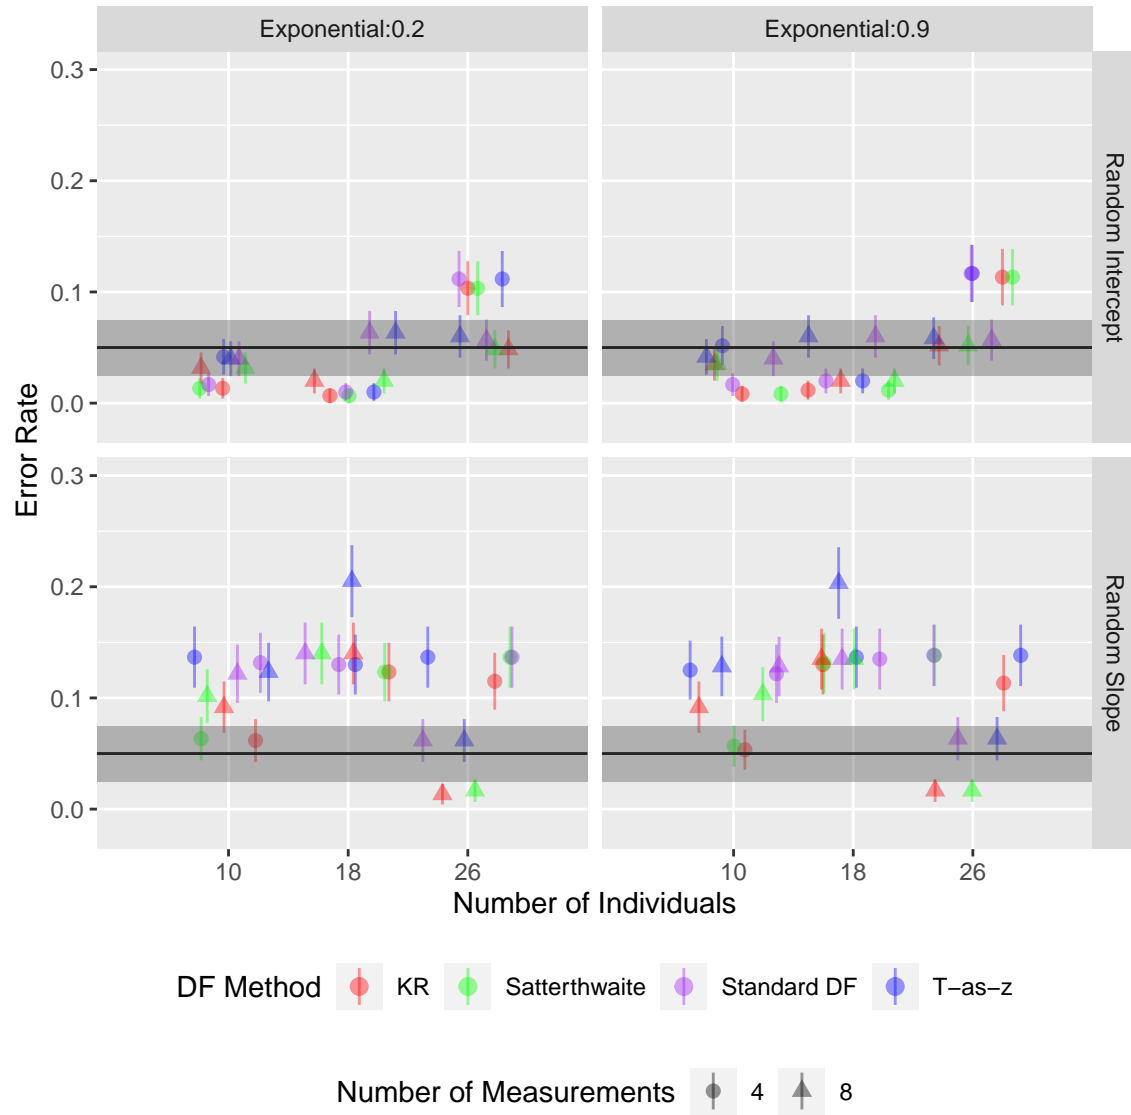 Exponential:0.2
Exponential:0.9
0.3
0.2
0.1
0.0
Random Intercept
Error Rate
0.3
0.2
0.1
0.0
Random Slope
10
18
26
10
18
26
Number of Individuals
DF Method
KR
Satterthwaite
Standard DF
T−as−z
Number of Measurements
4
8